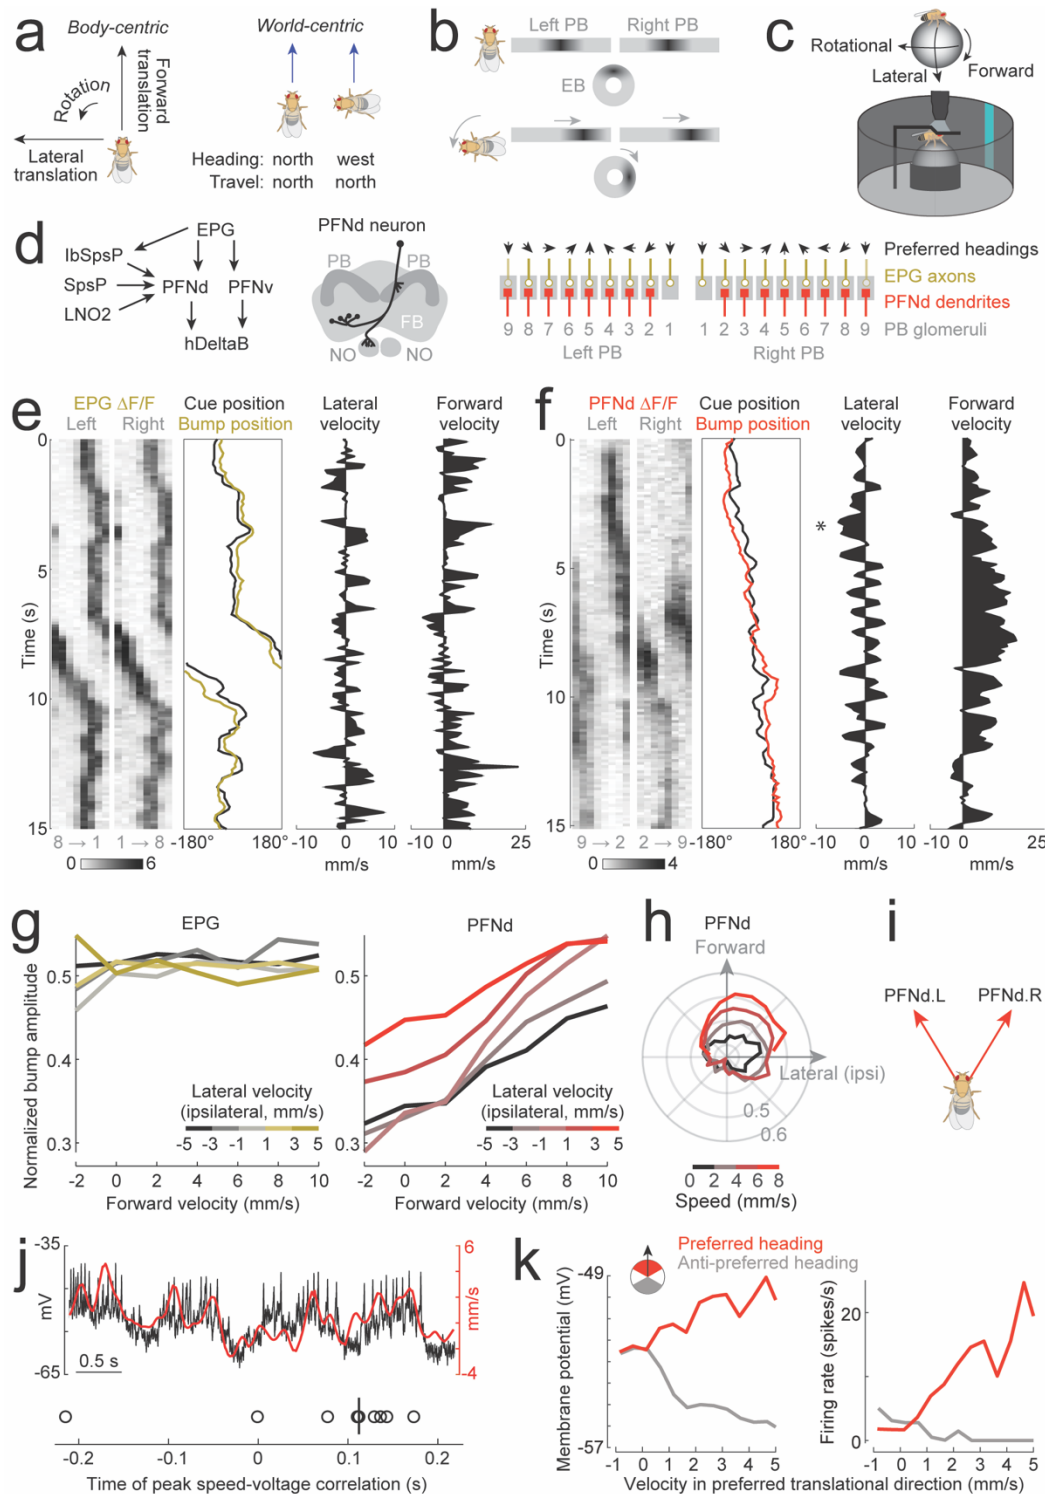 a
Body-centric
World-centric
Forward
translation
Rotation
Lateral
translation
Heading: north west
Travel: north north
b
Left PB
Right PB
EB
c
Rotational
Lateral
Forward
d
EPG
IbSpsP
SpsP
LNO2
PFNd
PFNv
hDeltaB
PFNd neuron
PB
PB
FB
NO
NO
Preferred headings
EPG axons
PFNd dendrites
PB glomeruli
9 8 7 6 5 4 3 2 1
1 2 3 4 5 6 7 8 9
Left PB
Right PB
e
EPG ΔF/F
Left Right
Cue position
Bump position
Lateral
velocity
Forward
velocity
Time (s)
0
5
10
15
8 → 1 1 → 8
0 6
-180° 180°
-10 0 10
mm/s
-10 0 25
mm/s
f
PFNd ΔF/F
Left Right
Cue position
Bump position
Lateral
velocity
Forward
velocity
*
Time (s)
0
5
10
15
9 → 2 2 → 9
0 4
-180° 180°
-10 0 10
mm/s
-10 0 25
mm/s
g
EPG
Normalized bump amplitude
0.5
0.4
0.3
Lateral velocity
(ipsilateral, mm/s)
-5 -3 -1 1 3 5
-2 0 2 4 6 8 10
Forward velocity (mm/s)
PFNd
0.5
0.4
0.3
Lateral velocity
(ipsilateral, mm/s)
-5 -3 -1 1 3 5
-2 0 2 4 6 8 10
Forward velocity (mm/s)
h
PFNd
Forward
Lateral (ipsi)
0.5
0.6
0 2 4 6 8
Speed (mm/s)
i
PFNd.L
PFNd.R
j
-35
mV
-65
0.5 s
6
mm/s
-4
-0.2 -0.1 0 0.1 0.2
Time of peak speed-voltage correlation (s)
k
Preferred heading
Anti-preferred heading
Membrane potential (mV)
-49
-57
-1 0 1 2 3 4 5
Firing rate (spikes/s)
20
0
-1 0 1 2 3 4 5
Velocity in preferred translational direction (mm/s)